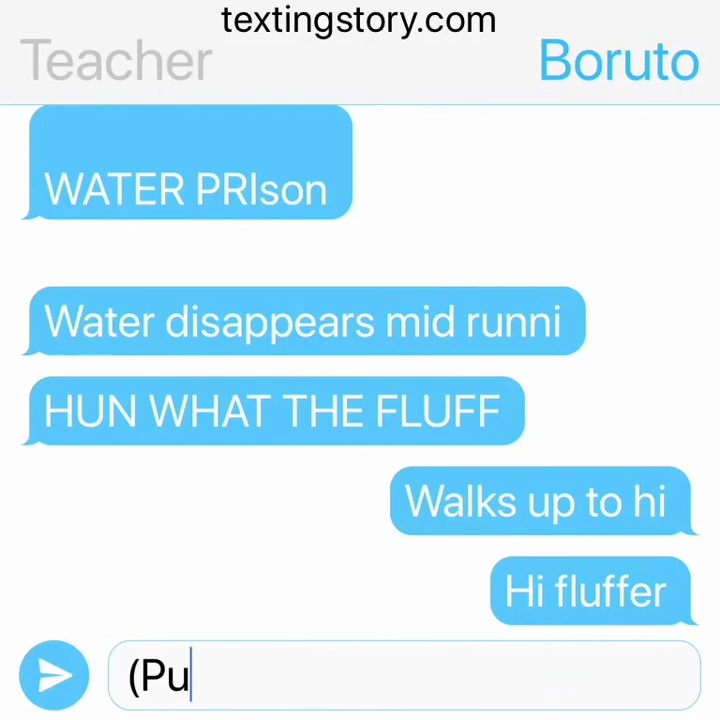 textingstory.com
Teacher
Boruto
WATER PRIson
Water disappears mid runni
HUN WHAT THE FLUFF
Walks up to hi
Hi fluffer
(Pu